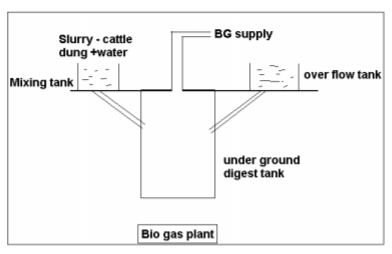 Slurry - cattle
dung +water
BG supply
Mixing tank
over flow tank
under ground
digest tank
Bio gas plant